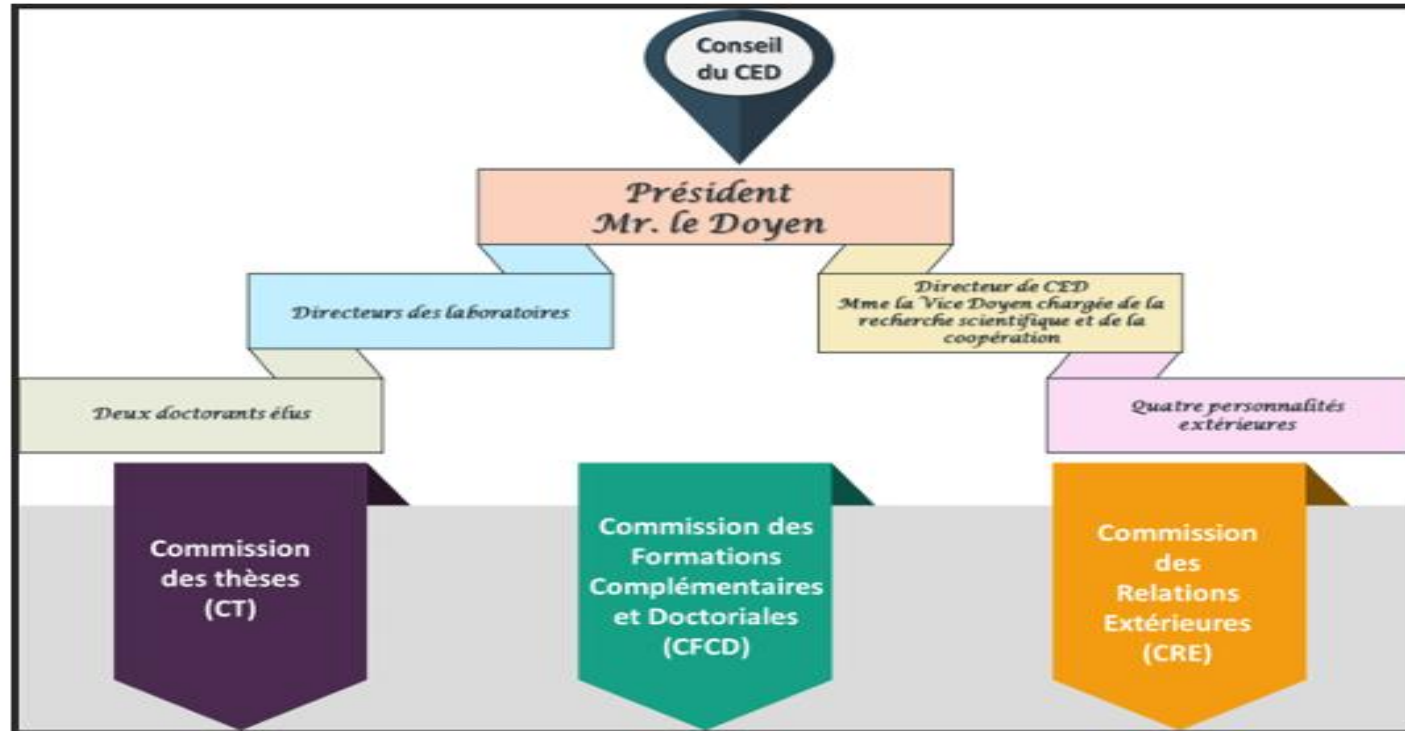 Conseil
du CED
Président
Mr. le Doyen
Directeurs des laboratoires
Directeur de CED
Mme la Vice Doyen chargée de la
recherche scientifique et de la
coopération
Deux doctorants élus
Quatre personnalités
extérieures
Commission
des thèses
(CT)
Commission des
Formations
Complémentaires
et Doctoriales
(CFCD)
Commission
des
Relations
Extérieures
(CRE)